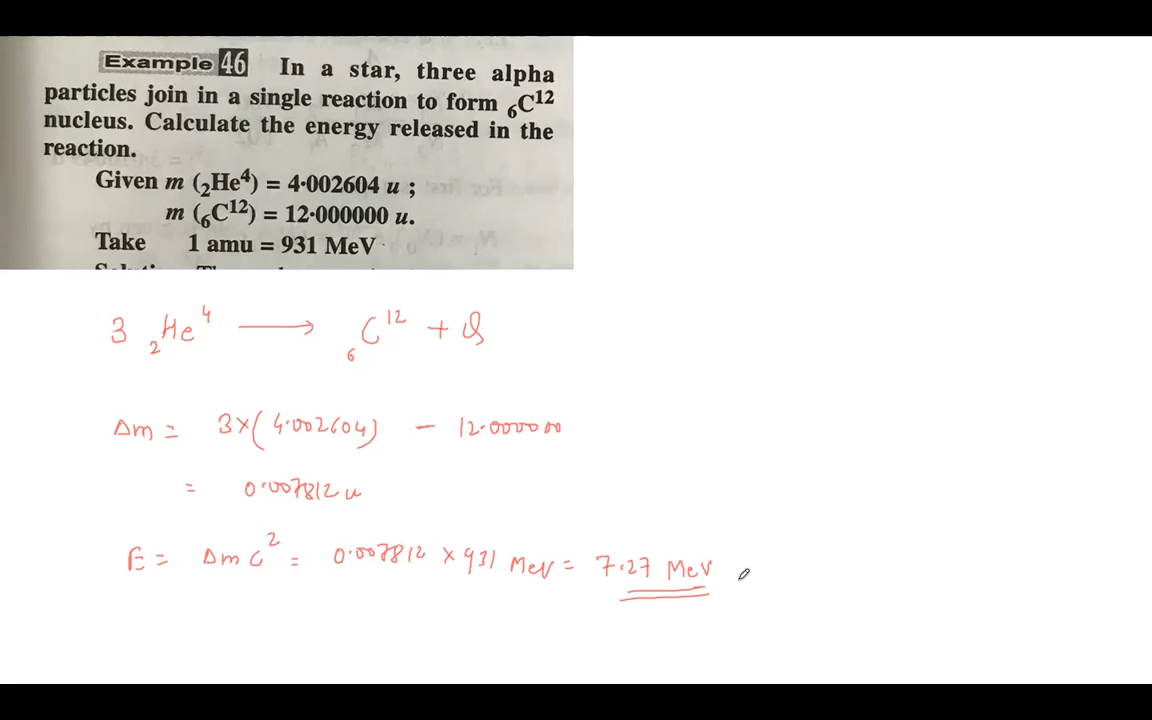 Example 46 In a star, three alpha
particles join in a single reaction to form ₆C¹²
nucleus. Calculate the energy released in the
reaction.
Given m (₂He⁴) = 4·002604 u ;
m (₆C¹²) = 12·000000 u.
Take 1 amu = 931 MeV
3 ₂He⁴ ⟶ ₆C¹² + Q
Δm = 3×(4.002604) - 12.000000
= 0.007812 u
E = Δm c² = 0.007812 × 931 MeV = 7.27 MeV